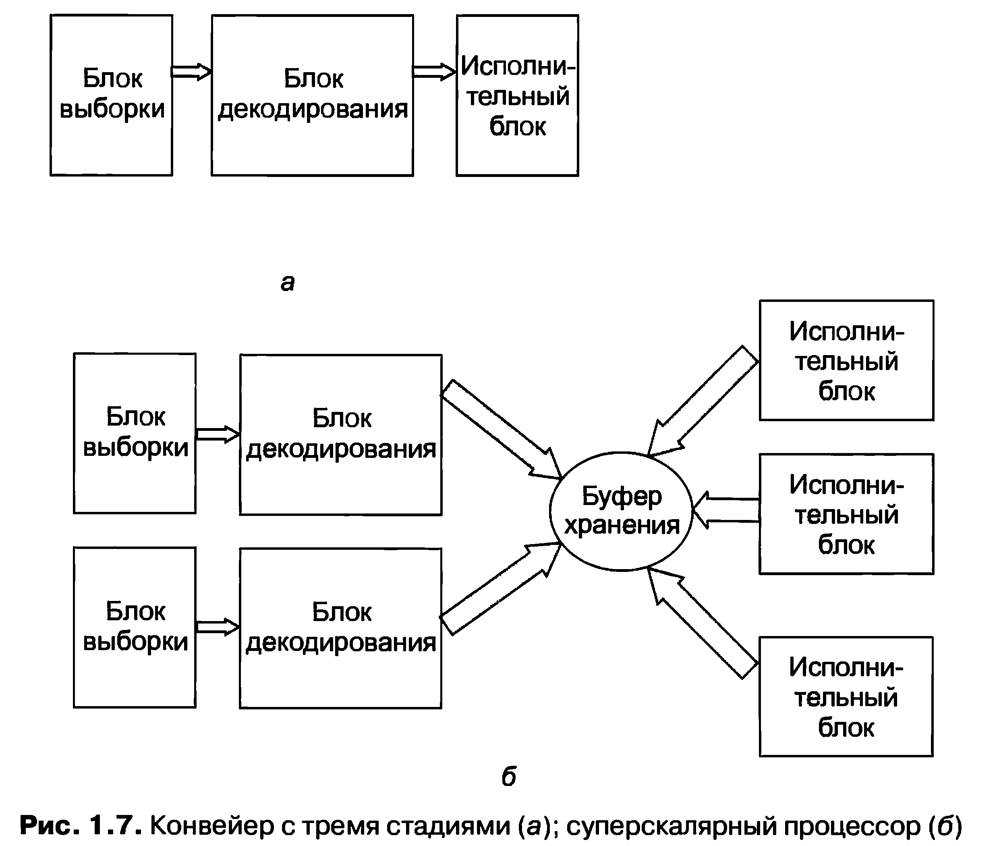 Блок
выборки
Блок
декодирования
Исполни-
тельный
блок
а
Блок
выборки
Блок
декодирования
Блок
выборки
Блок
декодирования
Буфер
хранения
Исполни-
тельный
блок
Исполни-
тельный
блок
Исполни-
тельный
блок
б
Рис. 1.7. Конвейер с тремя стадиями (а); суперскалярный процессор (б)